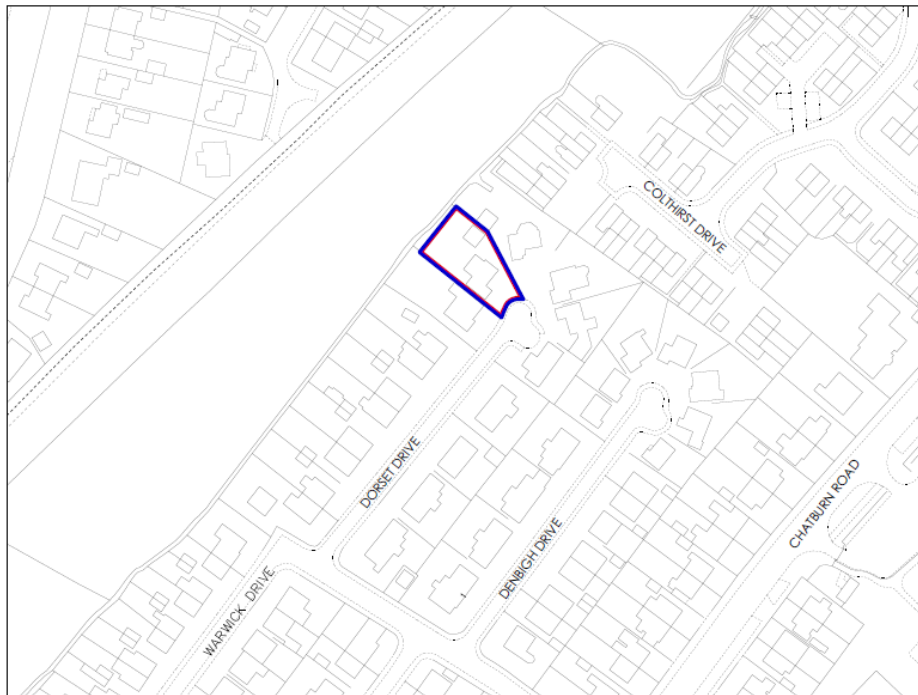 COLTHIRST DRIVE
DORSET DRIVE
CHATBURN ROAD
DENBIGH DRIVE
WARWICK DRIVE